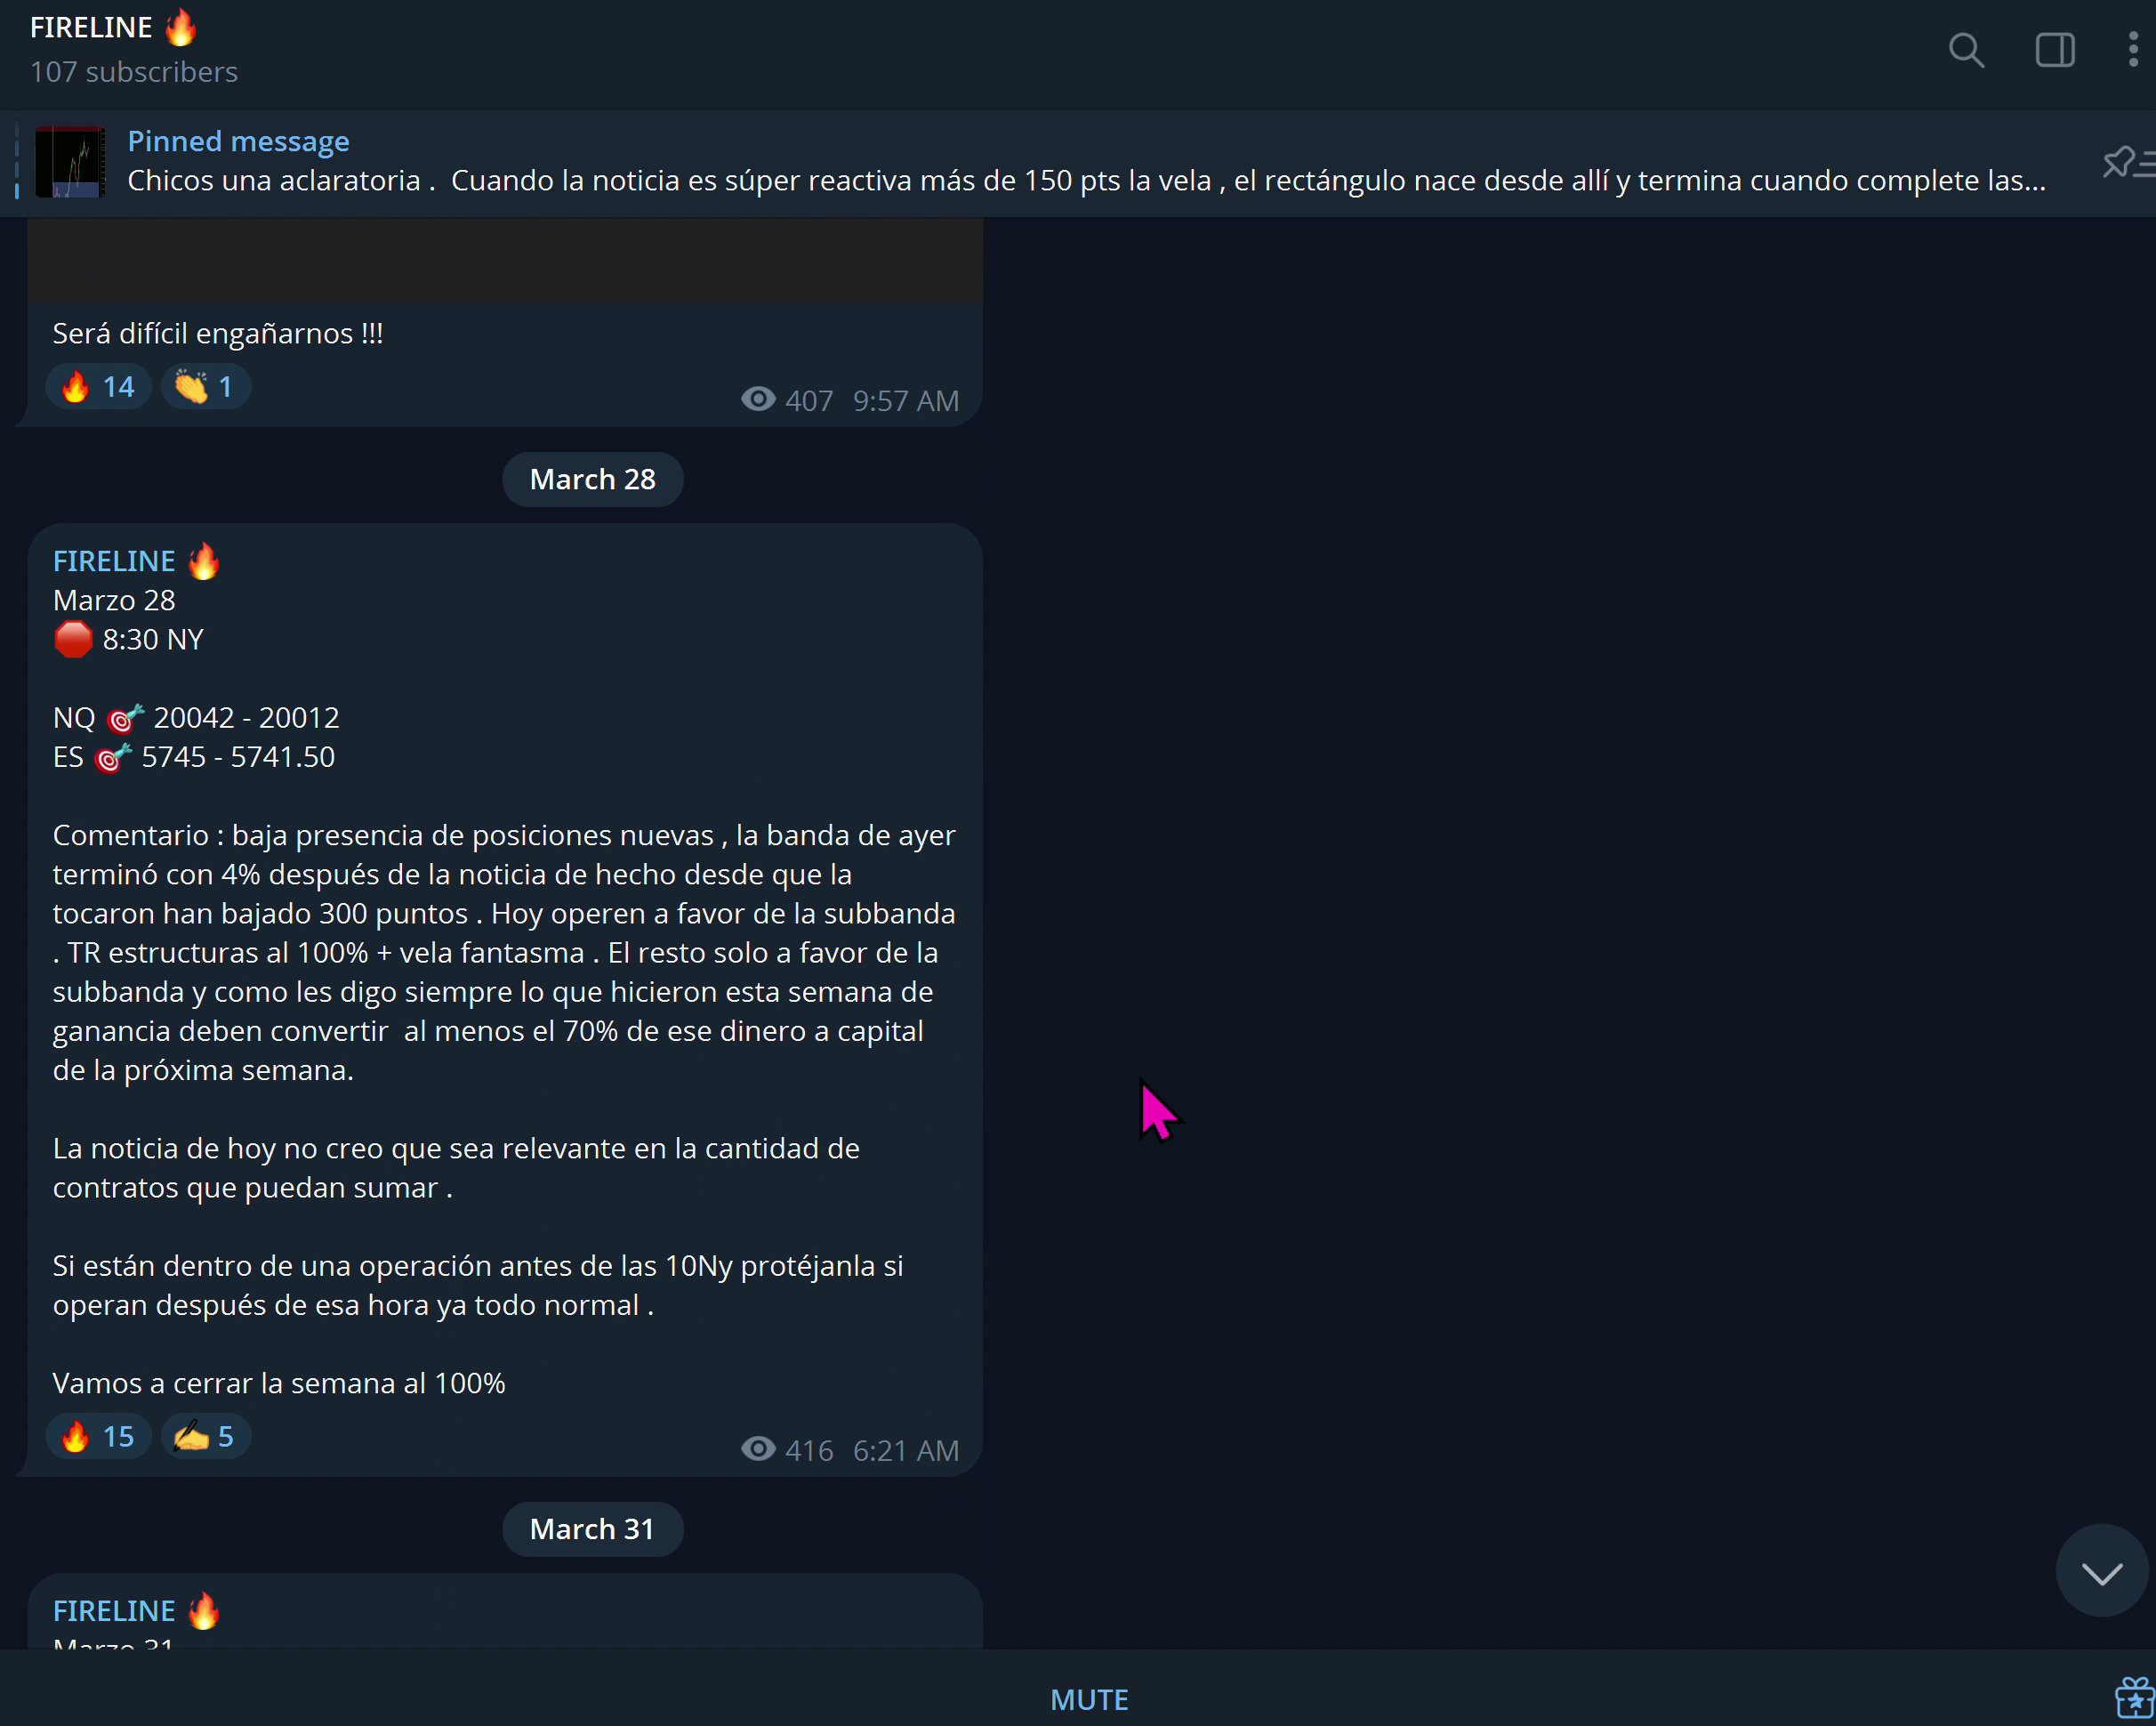 FIRELINE 🔥
107 subscribers
Pinned message
Chicos una aclaratoria .  Cuando la noticia es súper reactiva más de 150 pts la vela , el rectángulo nace desde allí y termina cuando complete las...
Será difícil engañarnos !!!
🔥 14 👏 1
407 9:57 AM
March 28
FIRELINE 🔥
Marzo 28
🛑 8:30 NY
NQ 🎯 20042 - 20012
ES 🎯 5745 - 5741.50
Comentario : baja presencia de posiciones nuevas , la banda de ayer
terminó con 4% después de la noticia de hecho desde que la
tocaron han bajado 300 puntos . Hoy operen a favor de la subbanda
. TR estructuras al 100% + vela fantasma . El resto solo a favor de la
subbanda y como les digo siempre lo que hicieron esta semana de
ganancia deben convertir  al menos el 70% de ese dinero a capital
de la próxima semana.
La noticia de hoy no creo que sea relevante en la cantidad de
contratos que puedan sumar .
Si están dentro de una operación antes de las 10Ny protéjanla si
operan después de esa hora ya todo normal .
Vamos a cerrar la semana al 100%
🔥 15 ✍ 5
416 6:21 AM
March 31
FIRELINE 🔥
Marzo 31
MUTE